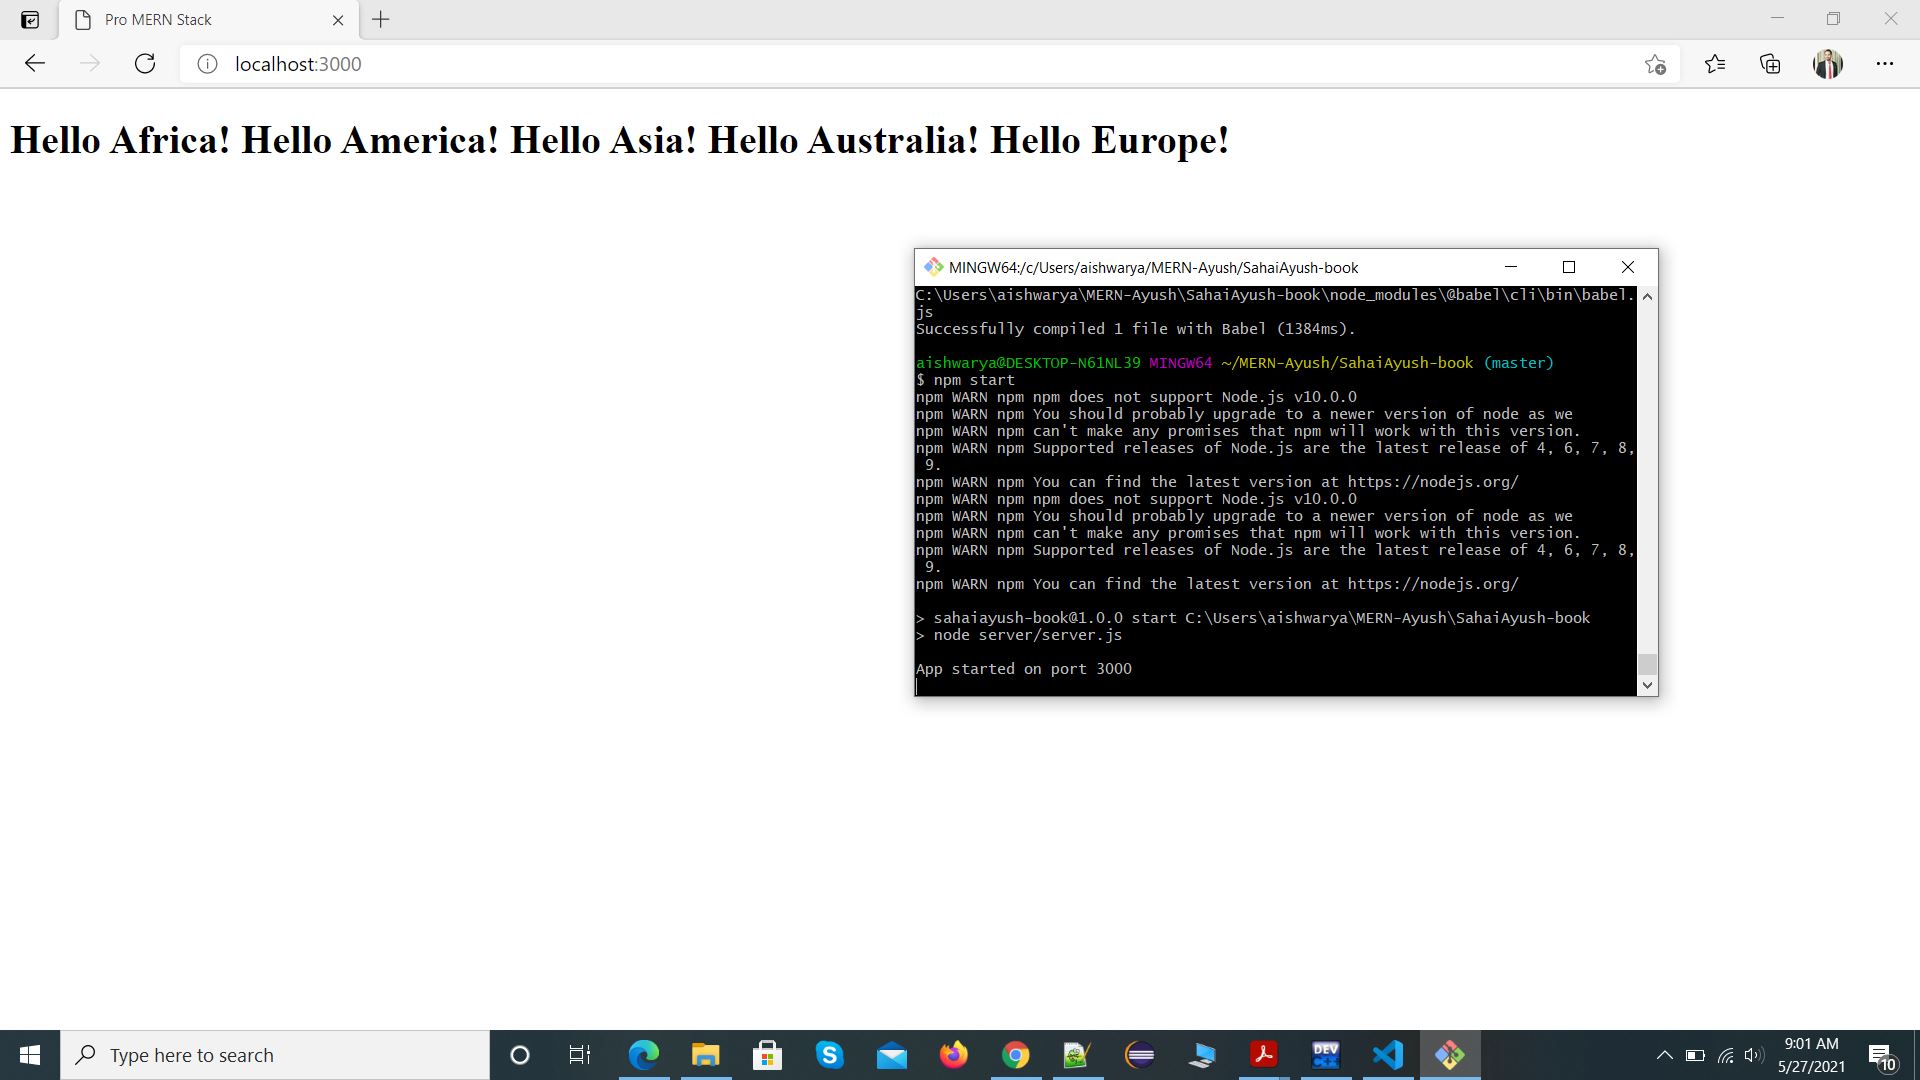 Pro MERN Stack
localhost:3000
Hello Africa! Hello America! Hello Asia! Hello Australia! Hello Europe!
MINGW64:/c/Users/aishwarya/MERN-Ayush/SahaiAyush-book
C:\Users\aishwarya\MERN-Ayush\SahaiAyush-book\node_modules\@babel\cli\bin\babel.
js
Successfully compiled 1 file with Babel (1384ms).
aishwarya@DESKTOP-N61NL39 MINGW64 ~/MERN-Ayush/SahaiAyush-book (master)
$ npm start
npm WARN npm npm does not support Node.js v10.0.0
npm WARN npm You should probably upgrade to a newer version of node as we
npm WARN npm can't make any promises that npm will work with this version.
npm WARN npm Supported releases of Node.js are the latest release of 4, 6, 7, 8,
9.
npm WARN npm You can find the latest version at https://nodejs.org/
npm WARN npm npm does not support Node.js v10.0.0
npm WARN npm You should probably upgrade to a newer version of node as we
npm WARN npm can't make any promises that npm will work with this version.
npm WARN npm Supported releases of Node.js are the latest release of 4, 6, 7, 8,
9.
npm WARN npm You can find the latest version at https://nodejs.org/
> sahaiayush-book@1.0.0 start C:\Users\aishwarya\MERN-Ayush\SahaiAyush-book
> node server/server.js
App started on port 3000
Type here to search
DEV
C++
9:01 AM
5/27/2021
10